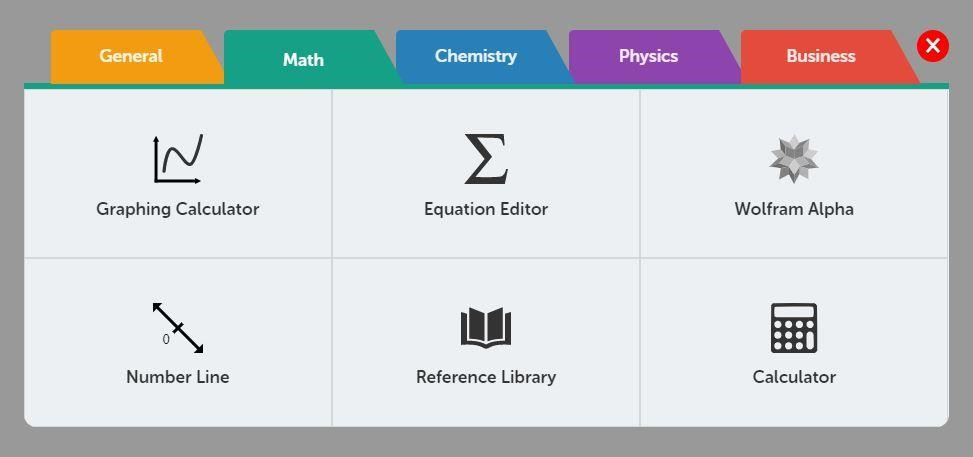 General
Math
Chemistry
Physics
Business
Graphing Calculator
Equation Editor
Wolfram Alpha
0
Number Line
Reference Library
Calculator